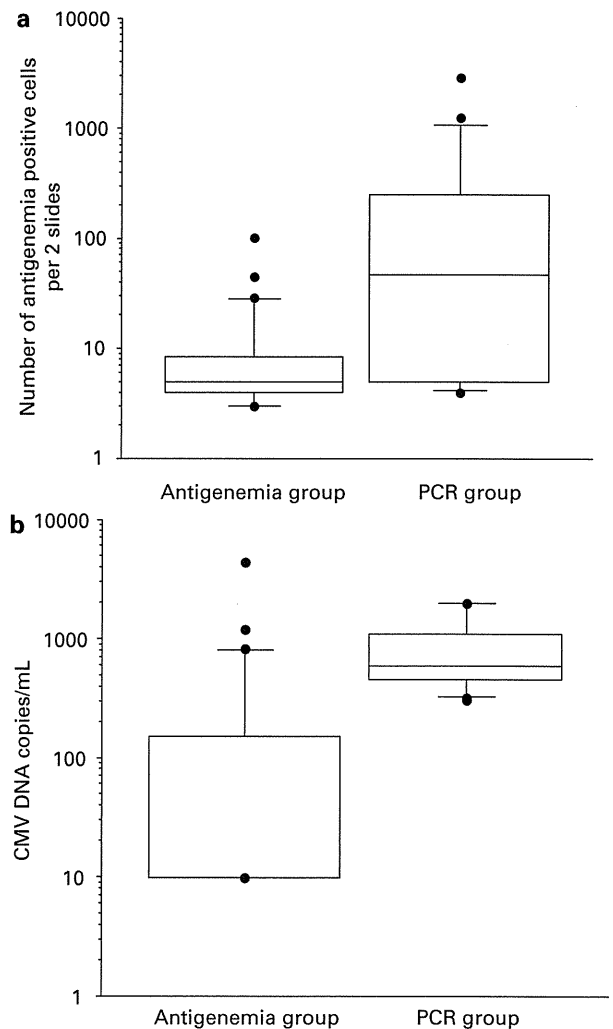 a
10000
1000
100
10
1
Number of antigenemia positive cells
per 2 slides
Antigenemia group
PCR group
b
10000
1000
100
10
1
CMV DNA copies/mL
Antigenemia group
PCR group